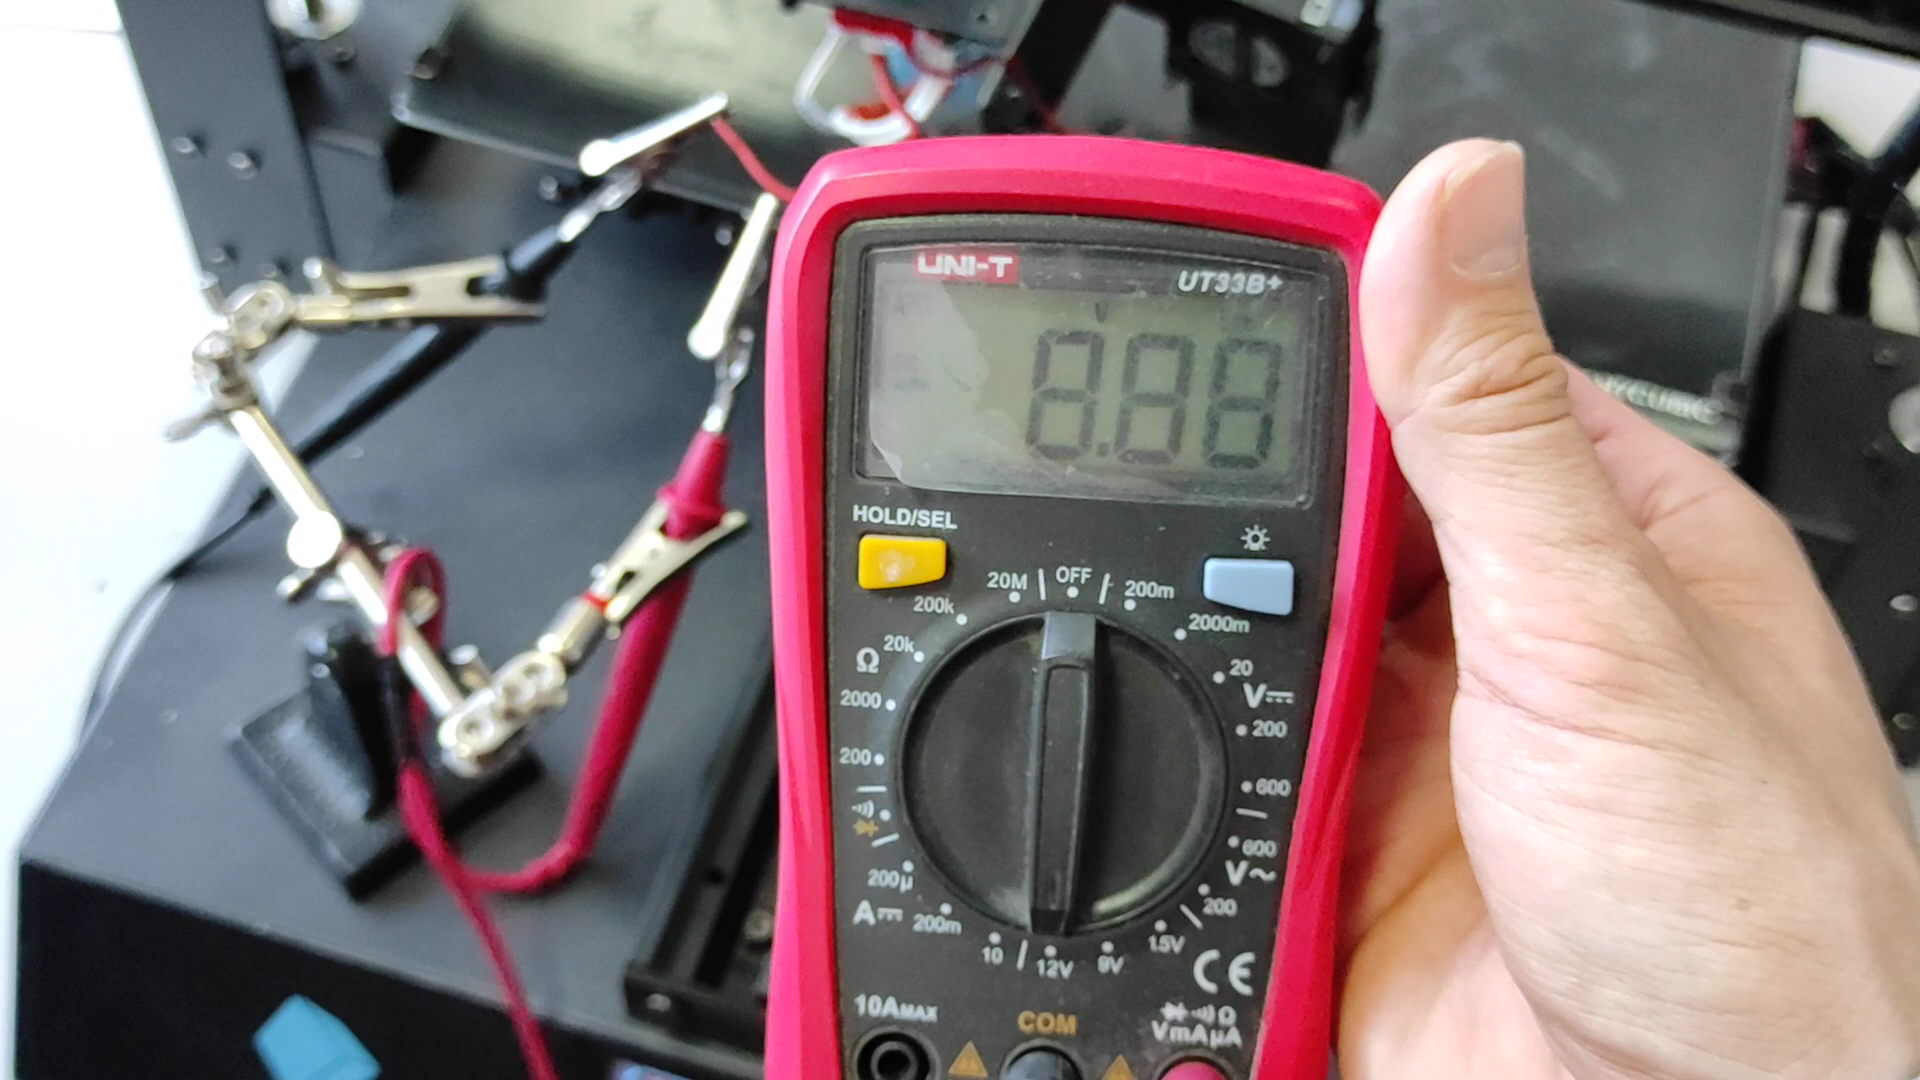 UNI-T
UT33B+
V
8.88
HOLD/SEL
20M
OFF
200m
200k
2000m
20k
Ω
20
V
2000
200
200
600
600
V~
200µ
200
A
200m
1.5V
10
12V
9V
CE
10AMAX
COM
Ω
VmAµA